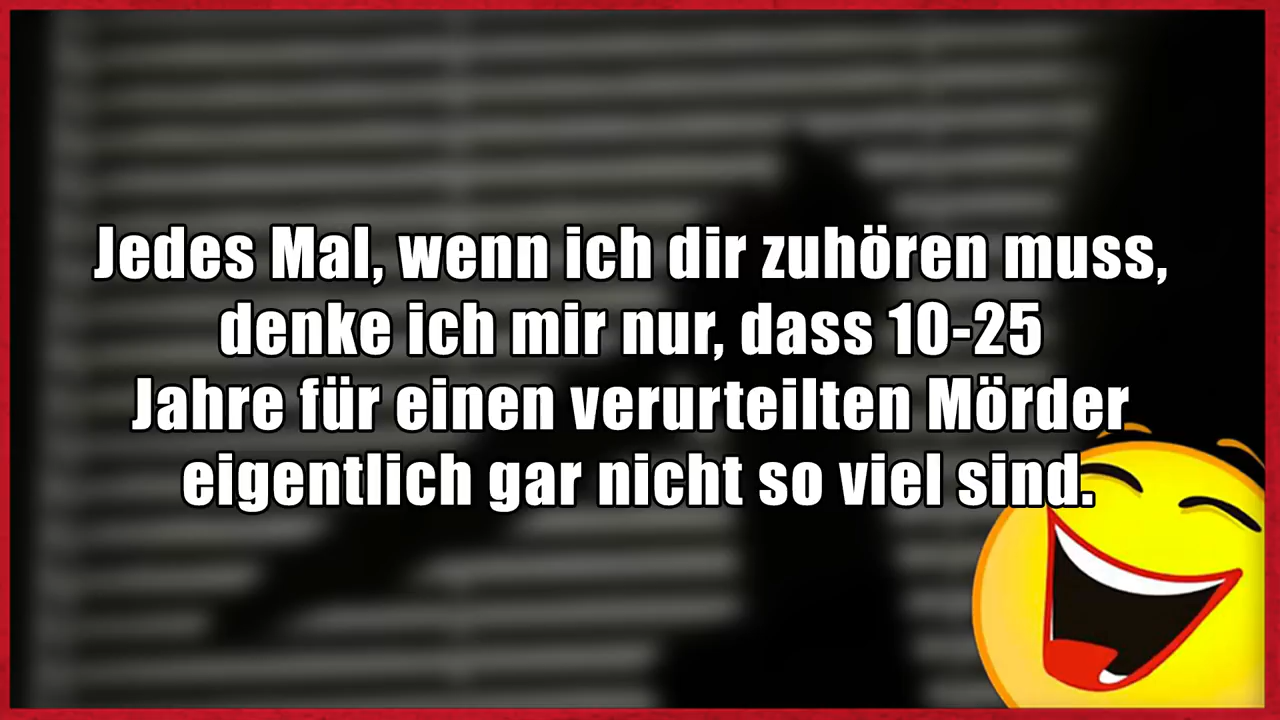 Jedes Mal, wenn ich dir zuhören muss,
denke ich mir nur, dass 10-25
Jahre für einen verurteilten Mörder
eigentlich gar nicht so viel sind.